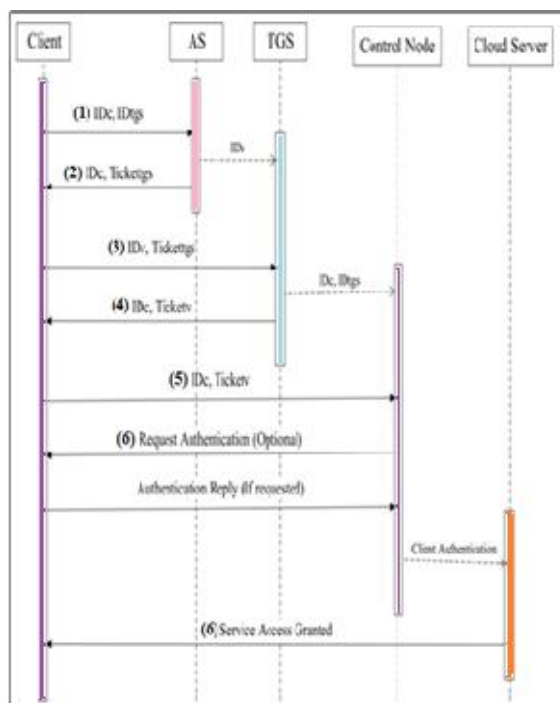 Client
AS
TGS
Control Node
Cloud Server
(1) IDc, IDtgs
(2) IDc, Tickettgs
(3) IDv, Tickettgs
IDc, IDtgs
(4) IDc, Ticketv
(5) IDc, Ticketv
(6) Request Authentication (Optional)
Authentication Reply (If requested)
Client Authentication
(6) Service Access Granted